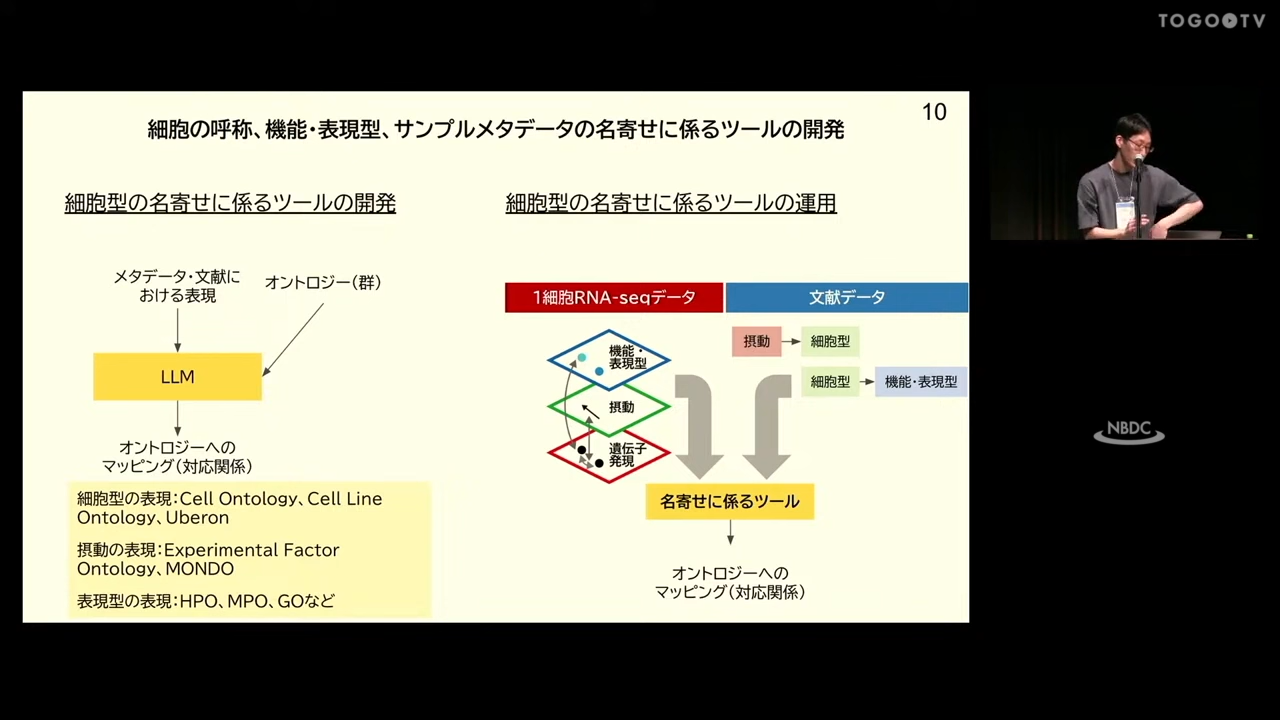 TOGO TV
10
細胞の呼称、機能・表現型、サンプルメタデータの名寄せに係るツールの開発
細胞型の名寄せに係るツールの開発
メタデータ・文献に
おける表現
オントロジー(群)
LLM
オントロジーへの
マッピング(対応関係)
細胞型の表現:Cell Ontology、Cell Line
Ontology、Uberon
摂動の表現:Experimental Factor
Ontology、MONDO
表現型の表現:HPO、MPO、GOなど
細胞型の名寄せに係るツールの運用
1細胞RNA-seqデータ
文献データ
機能・
表現型
摂動
遺伝子
発現
摂動
細胞型
細胞型
機能・表現型
名寄せに係るツール
オントロジーへの
マッピング(対応関係)
NBDC